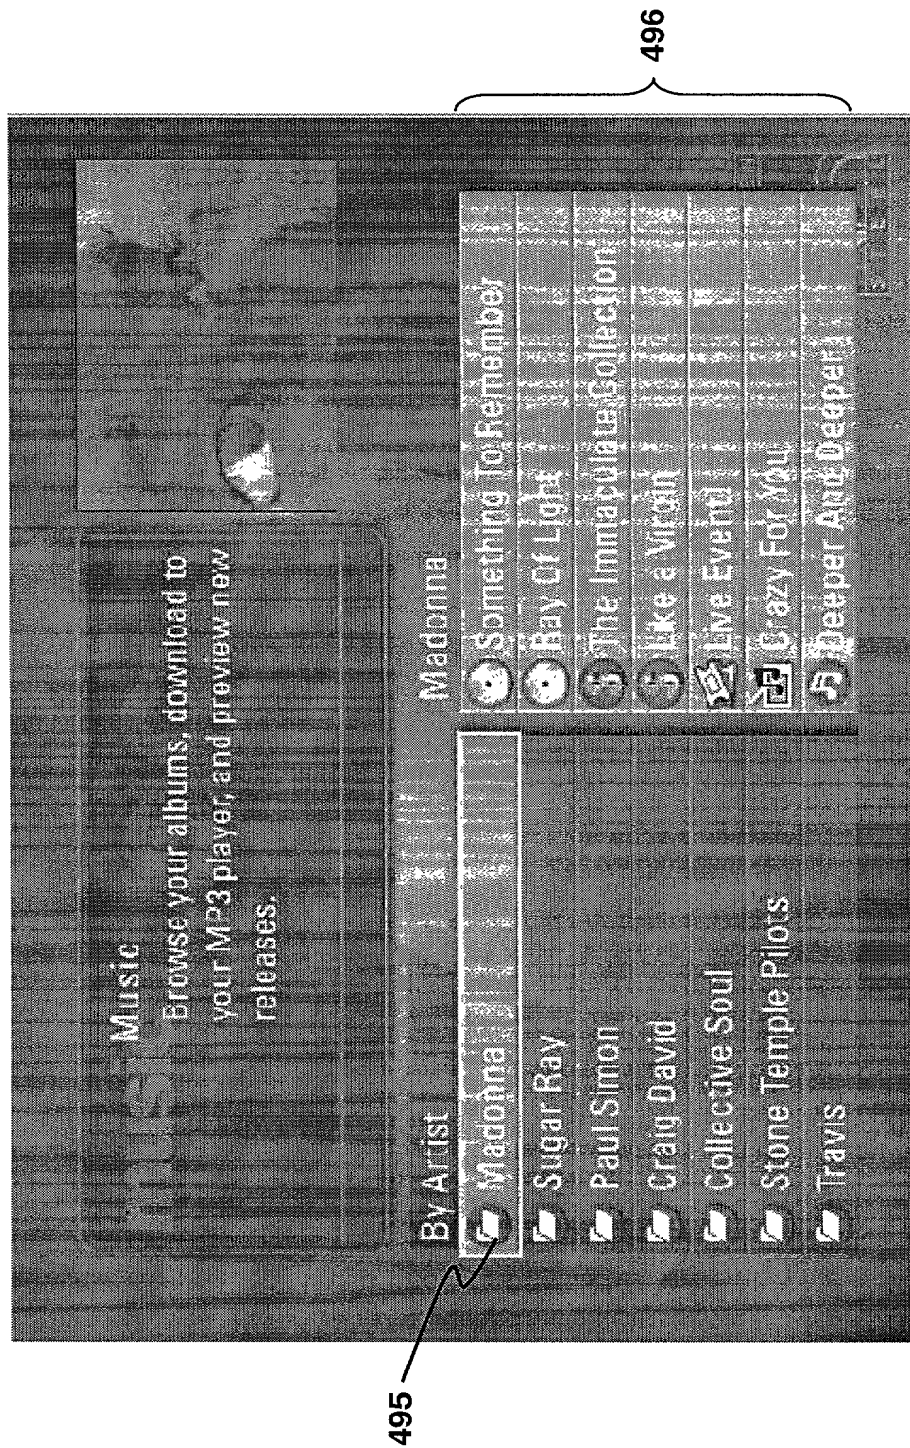 496
Music
Browse your albums, download to
your MP3 player, and preview new
releases.
By Artist
Madonna
Madonna
Sugar Ray
Paul Simon
Craig David
Collective Soul
Stone Temple Pilots
Travis
Something To Remember
Ray Of Light
The Immaculate Collection
Like a Virgin
Live Event!
Crazy For You
Deeper And Deeper
495